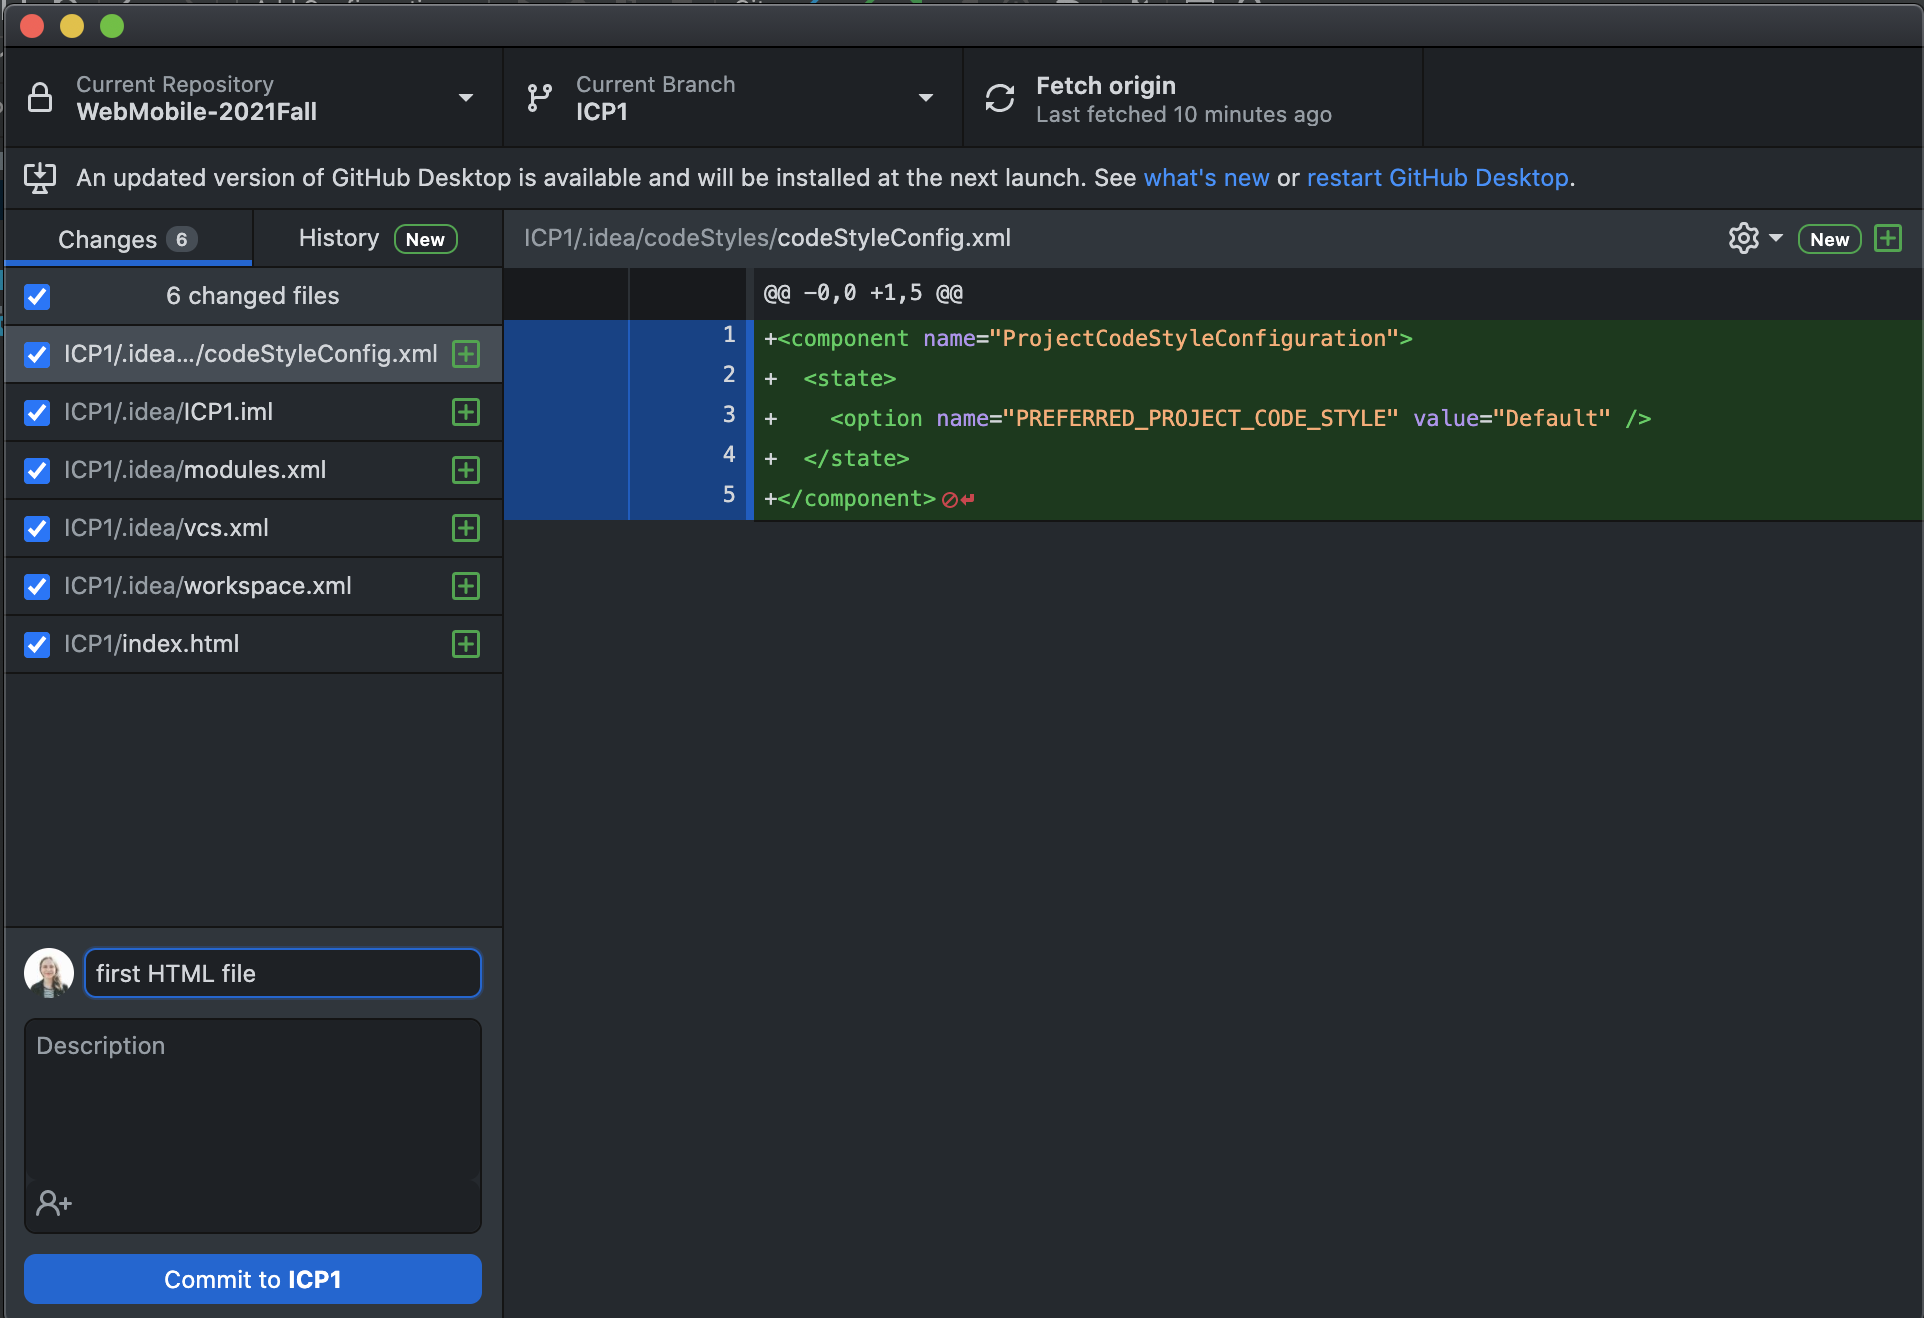 Current Repository
WebMobile-2021Fall
Current Branch
ICP1
Fetch origin
Last fetched 10 minutes ago
An updated version of GitHub Desktop is available and will be installed at the next launch. See what's new or restart GitHub Desktop.
Changes 6
History New
ICP1/.idea/codeStyles/codeStyleConfig.xml
New
6 changed files
ICP1/.idea.../codeStyleConfig.xml
ICP1/.idea/ICP1.iml
ICP1/.idea/modules.xml
ICP1/.idea/vcs.xml
ICP1/.idea/workspace.xml
ICP1/index.html
@@ -0,0 +1,5 @@
1 +<component name="ProjectCodeStyleConfiguration">
2 +  <state>
3 +    <option name="PREFERRED_PROJECT_CODE_STYLE" value="Default" />
4 +  </state>
5 +</component>
first HTML file
Description
Commit to ICP1